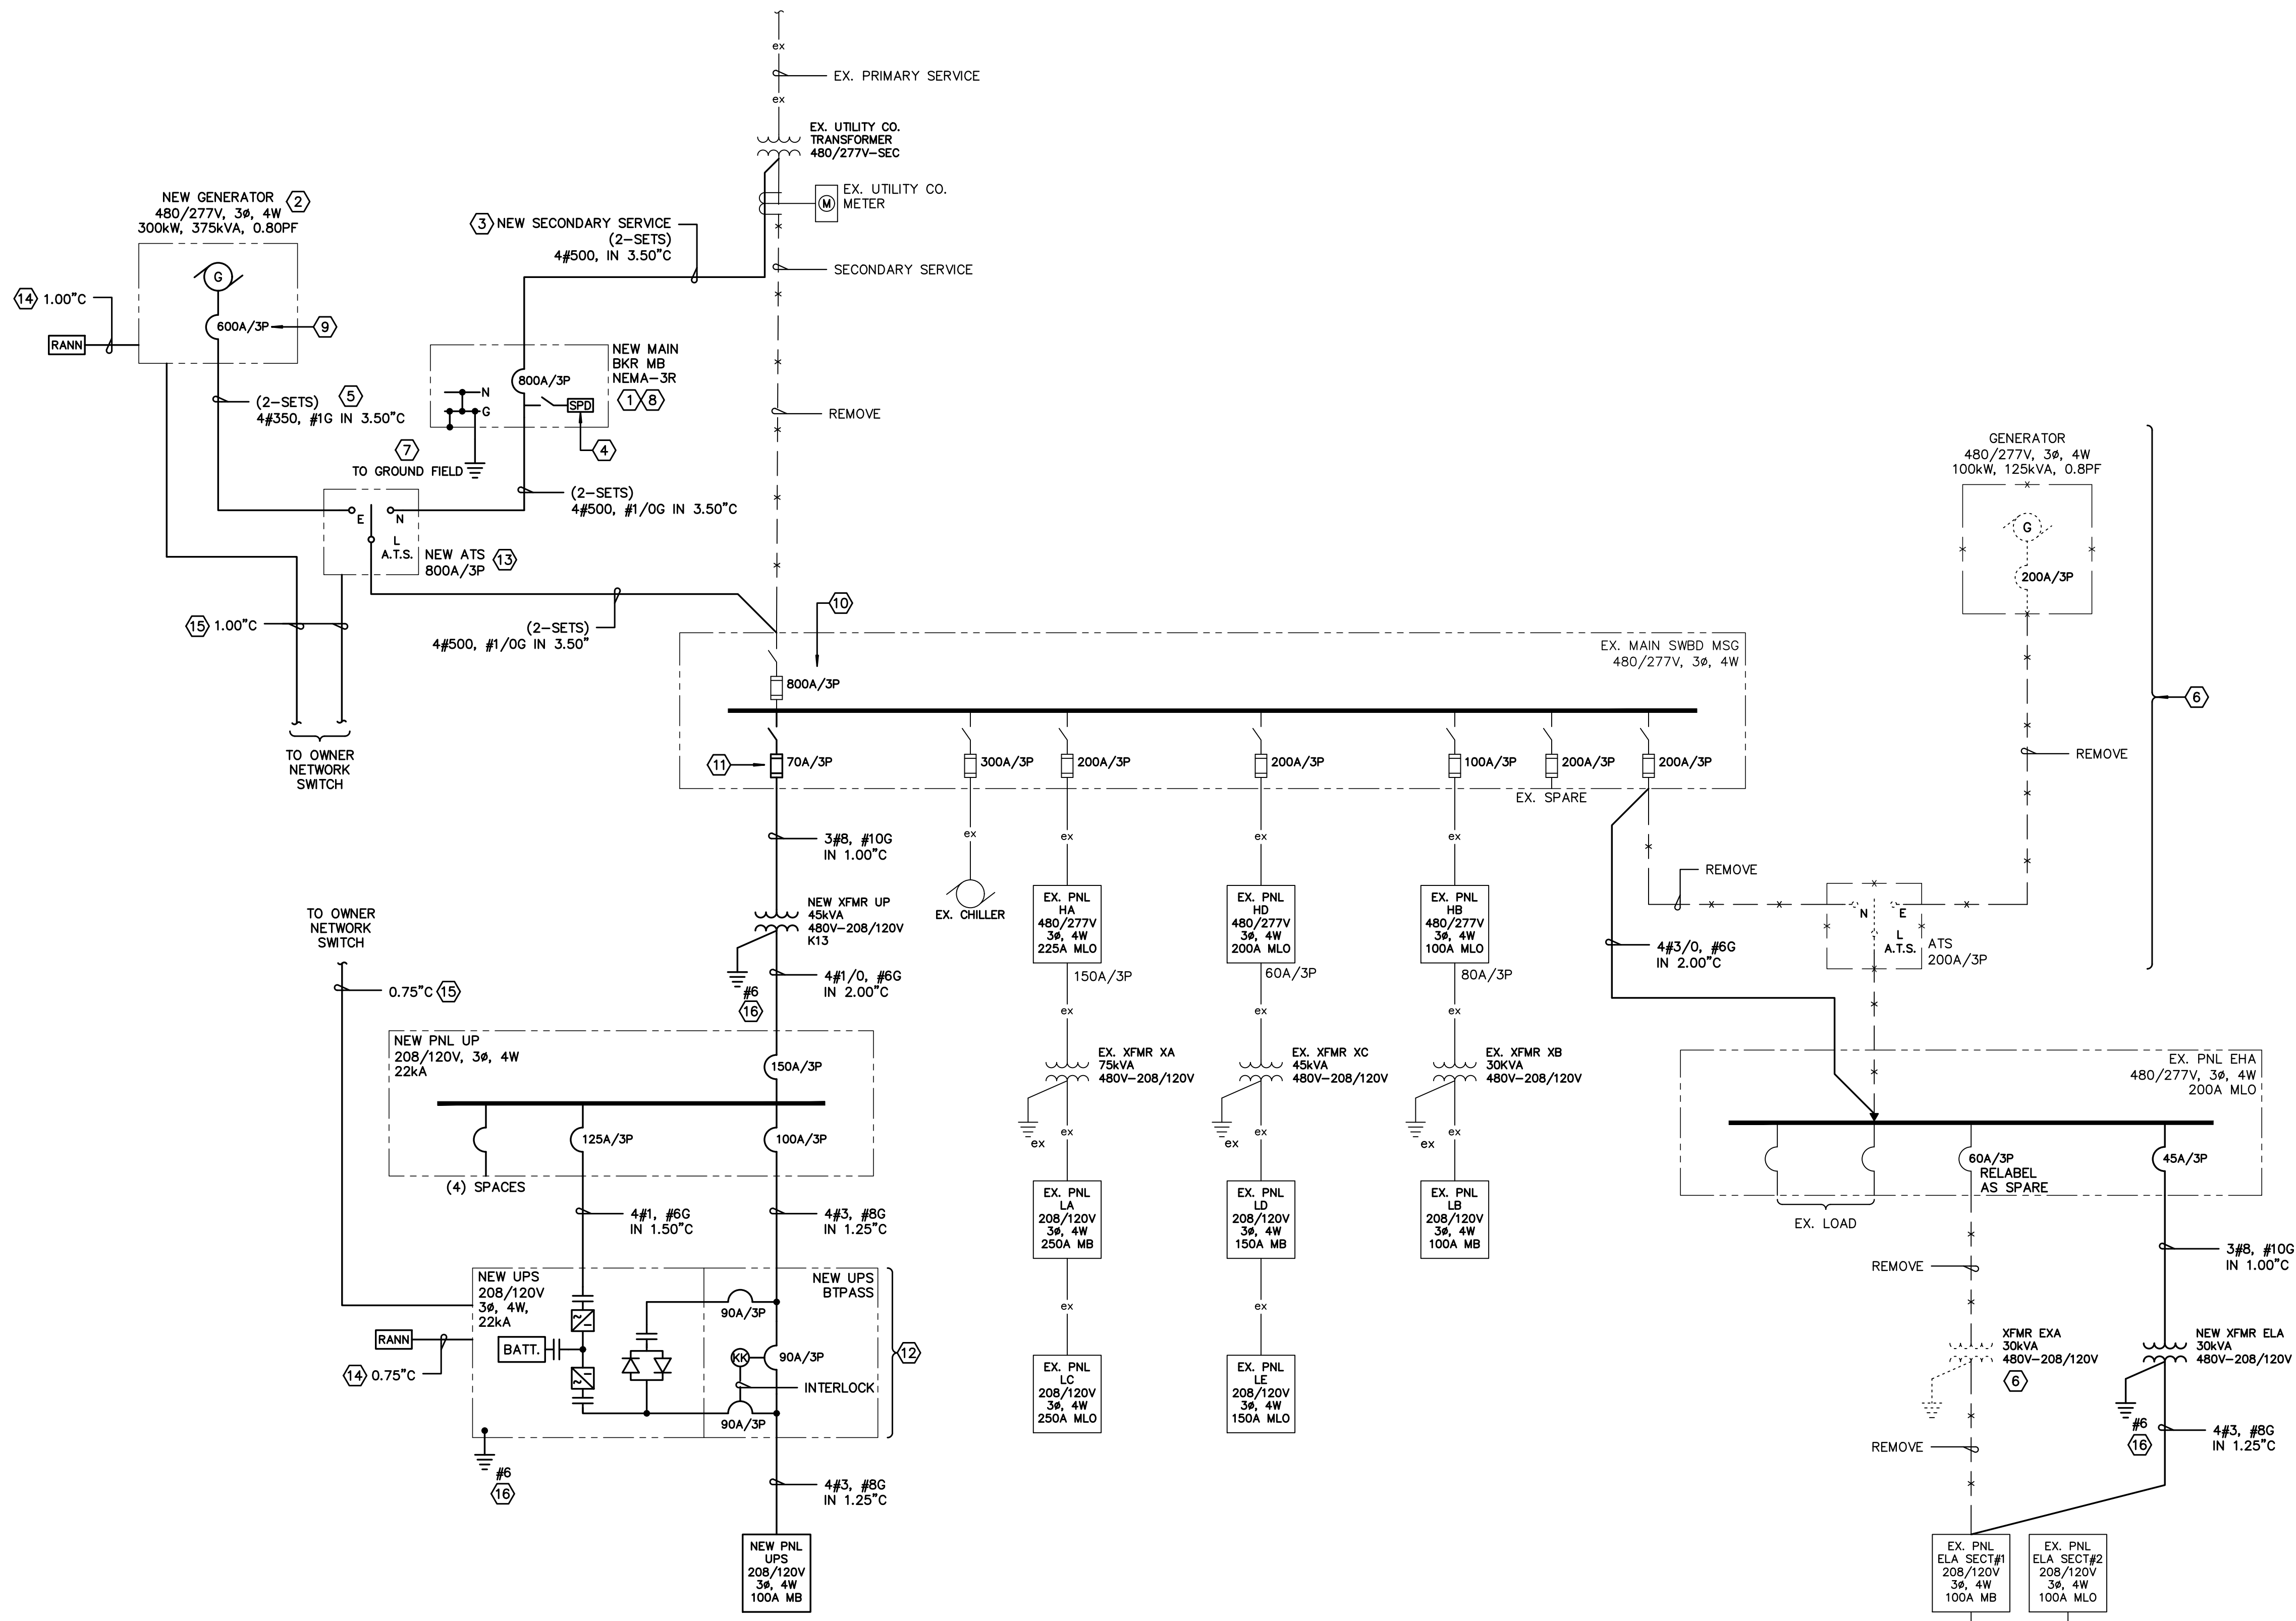 ex
EX. PRIMARY SERVICE
ex
EX. UTILITY CO.
TRANSFORMER
480/277V-SEC
EX. UTILITY CO.
METER
M
3 NEW SECONDARY SERVICE
(2-SETS)
4#500, IN 3.50"C
SECONDARY SERVICE
REMOVE
NEW GENERATOR 2
480/277V, 3ø, 4W
300kW, 375kVA, 0.80PF
G
600A/3P
9
14 1.00"C
RANN
(2-SETS) 5
4#350, #1G IN 3.50"C
NEW MAIN
BKR MB
NEMA-3R
1 8
800A/3P
N
G
SPD
4
7
TO GROUND FIELD
(2-SETS)
4#500, #1/0G IN 3.50"C
E
N
L
A.T.S.
NEW ATS 13
800A/3P
15 1.00"C
TO OWNER
NETWORK
SWITCH
(2-SETS)
4#500, #1/0G IN 3.50"
10
EX. MAIN SWBD MSG
480/277V, 3ø, 4W
800A/3P
11
70A/3P
300A/3P
200A/3P
200A/3P
100A/3P
200A/3P
200A/3P
EX. SPARE
GENERATOR
480/277V, 3ø, 4W
100kW, 125kVA, 0.8PF
G
200A/3P
6
REMOVE
REMOVE
N
E
L
A.T.S.
ATS
200A/3P
4#3/0, #6G
IN 2.00"C
3#8, #10G
IN 1.00"C
NEW XFMR UP
45kVA
480V-208/120V
K13
#6
16
4#1/0, #6G
IN 2.00"C
ex
EX. CHILLER
ex
EX. PNL
HA
480/277V
3ø, 4W
225A MLO
150A/3P
ex
EX. XFMR XA
75kVA
480V-208/120V
ex
ex
EX. PNL
LA
208/120V
3ø, 4W
250A MB
ex
EX. PNL
LC
208/120V
3ø, 4W
250A MLO
ex
EX. PNL
HD
480/277V
3ø, 4W
200A MLO
60A/3P
ex
EX. XFMR XC
45kVA
480V-208/120V
ex
ex
EX. PNL
LD
208/120V
3ø, 4W
150A MB
ex
EX. PNL
LE
208/120V
3ø, 4W
150A MLO
ex
EX. PNL
HB
480/277V
3ø, 4W
100A MLO
80A/3P
ex
EX. XFMR XB
30KVA
480V-208/120V
ex
ex
EX. PNL
LB
208/120V
3ø, 4W
100A MB
TO OWNER
NETWORK
SWITCH
0.75"C 15
NEW PNL UP
208/120V, 3ø, 4W
22kA
150A/3P
125A/3P
100A/3P
(4) SPACES
4#1, #6G
IN 1.50"C
4#3, #8G
IN 1.25"C
NEW UPS
208/120V
3ø, 4W,
22kA
NEW UPS
BTPASS
90A/3P
BATT.
KK
90A/3P
INTERLOCK
90A/3P
12
RANN
14 0.75"C
#6
16
4#3, #8G
IN 1.25"C
NEW PNL
UPS
208/120V
3ø, 4W
100A MB
EX. PNL EHA
480/277V, 3ø, 4W
200A MLO
60A/3P
RELABEL
AS SPARE
45A/3P
EX. LOAD
REMOVE
3#8, #10G
IN 1.00"C
XFMR EXA
30kVA
480V-208/120V
6
NEW XFMR ELA
30kVA
480V-208/120V
#6
16
REMOVE
4#3, #8G
IN 1.25"C
EX. PNL
ELA SECT#1
208/120V
3ø, 4W
100A MB
EX. PNL
ELA SECT#2
208/120V
3ø, 4W
100A MLO